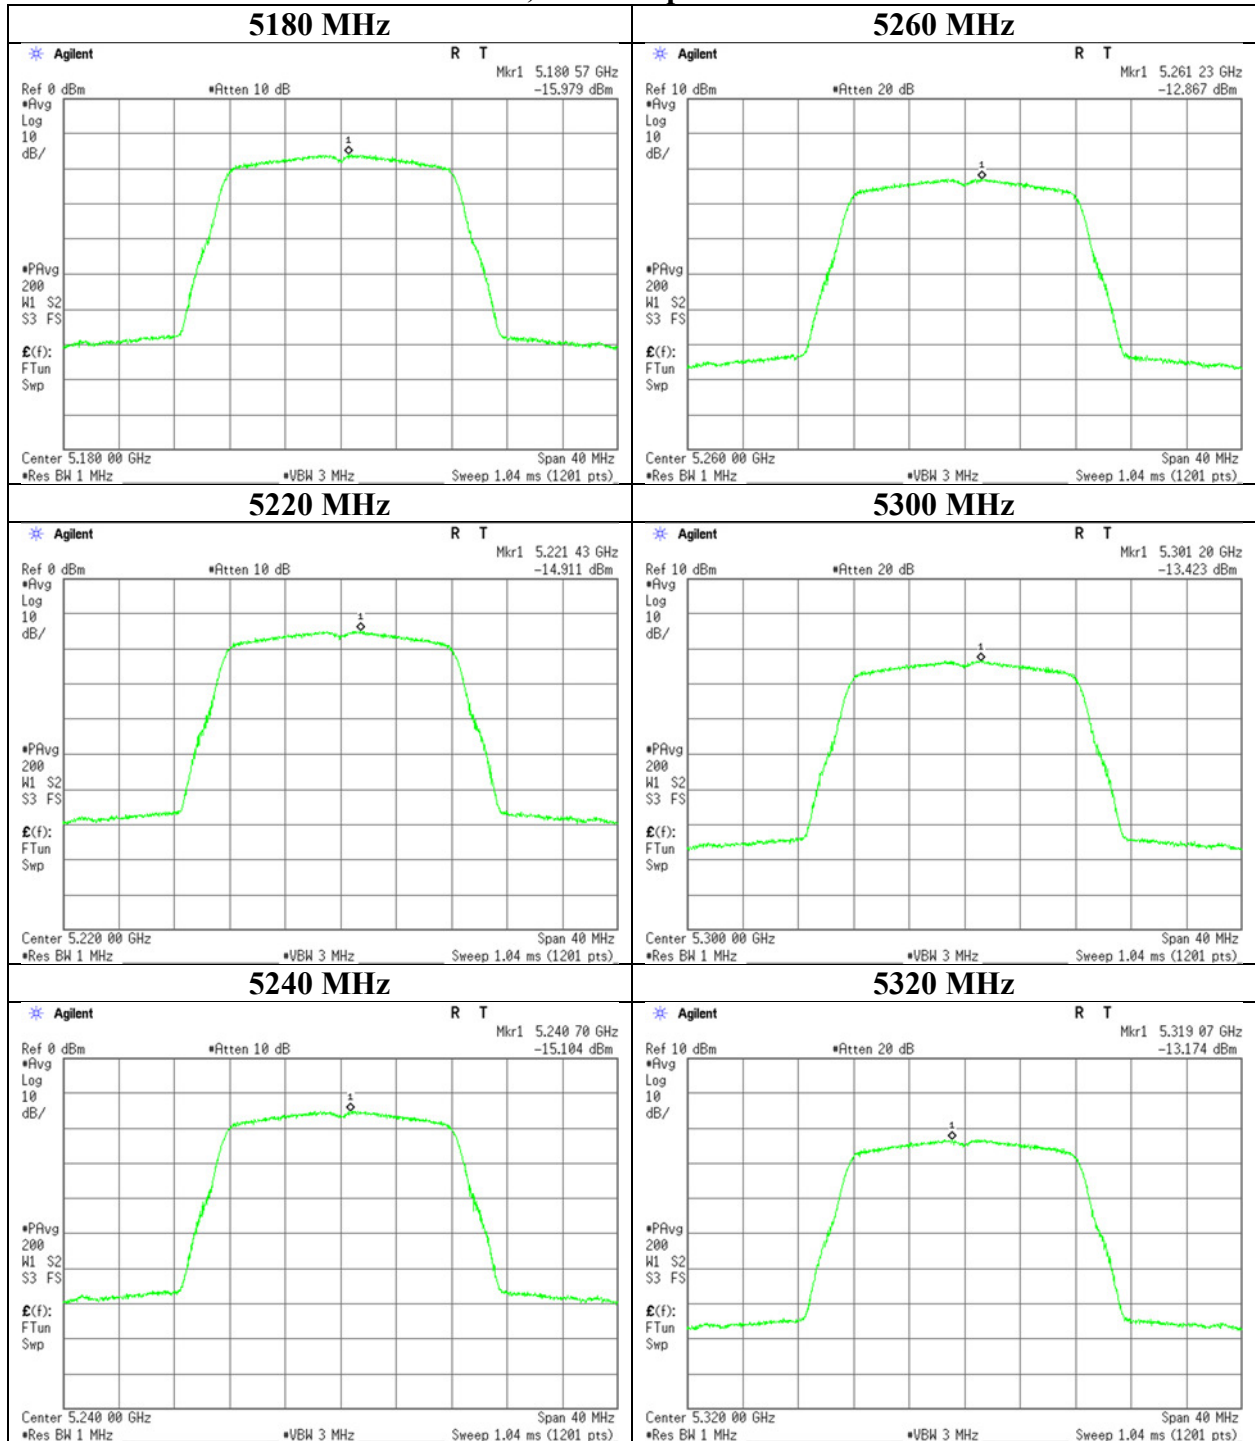 5180 MHz
Agilent R T
Mkr1 5.180 57 GHz
Ref 0 dBm #Atten 10 dB -15.979 dBm
#Avg
Log
10
dB/
1
#PAvg
200
W1 S2
S3 FS
£(f):
FTun
Swp
Center 5.180 00 GHz Span 40 MHz
#Res BW 1 MHz #VBW 3 MHz Sweep 1.04 ms (1201 pts)
5260 MHz
Agilent R T
Mkr1 5.261 23 GHz
Ref 10 dBm #Atten 20 dB -12.867 dBm
#Avg
Log
10
dB/
1
#PAvg
200
W1 S2
S3 FS
£(f):
FTun
Swp
Center 5.260 00 GHz Span 40 MHz
#Res BW 1 MHz #VBW 3 MHz Sweep 1.04 ms (1201 pts)
5220 MHz
Agilent R T
Mkr1 5.221 43 GHz
Ref 0 dBm #Atten 10 dB -14.911 dBm
#Avg
Log
10
dB/
1
#PAvg
200
W1 S2
S3 FS
£(f):
FTun
Swp
Center 5.220 00 GHz Span 40 MHz
#Res BW 1 MHz #VBW 3 MHz Sweep 1.04 ms (1201 pts)
5300 MHz
Agilent R T
Mkr1 5.301 20 GHz
Ref 10 dBm #Atten 20 dB -13.423 dBm
#Avg
Log
10
dB/
1
#PAvg
200
W1 S2
S3 FS
£(f):
FTun
Swp
Center 5.300 00 GHz Span 40 MHz
#Res BW 1 MHz #VBW 3 MHz Sweep 1.04 ms (1201 pts)
5240 MHz
Agilent R T
Mkr1 5.240 70 GHz
Ref 0 dBm #Atten 10 dB -15.104 dBm
#Avg
Log
10
dB/
1
#PAvg
200
W1 S2
S3 FS
£(f):
FTun
Swp
Center 5.240 00 GHz Span 40 MHz
#Res BW 1 MHz #VBW 3 MHz Sweep 1.04 ms (1201 pts)
5320 MHz
Agilent R T
Mkr1 5.319 07 GHz
Ref 10 dBm #Atten 20 dB -13.174 dBm
#Avg
Log
10
dB/
1
#PAvg
200
W1 S2
S3 FS
£(f):
FTun
Swp
Center 5.320 00 GHz Span 40 MHz
#Res BW 1 MHz #VBW 3 MHz Sweep 1.04 ms (1201 pts)